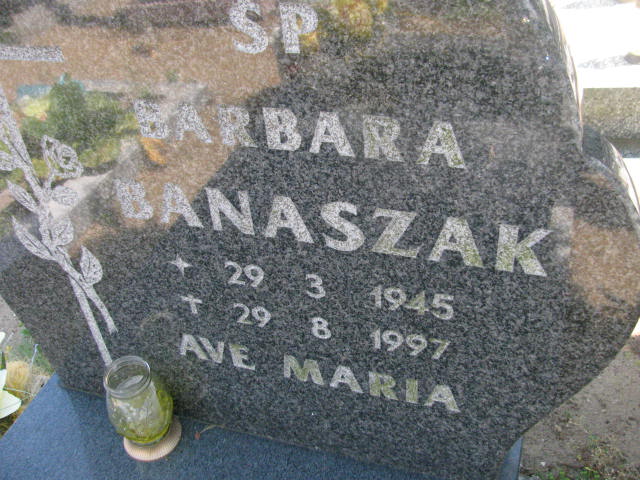 SP
BARBARA
BANASZAK
29 3 1945
29 8 1997
AVE MARIA